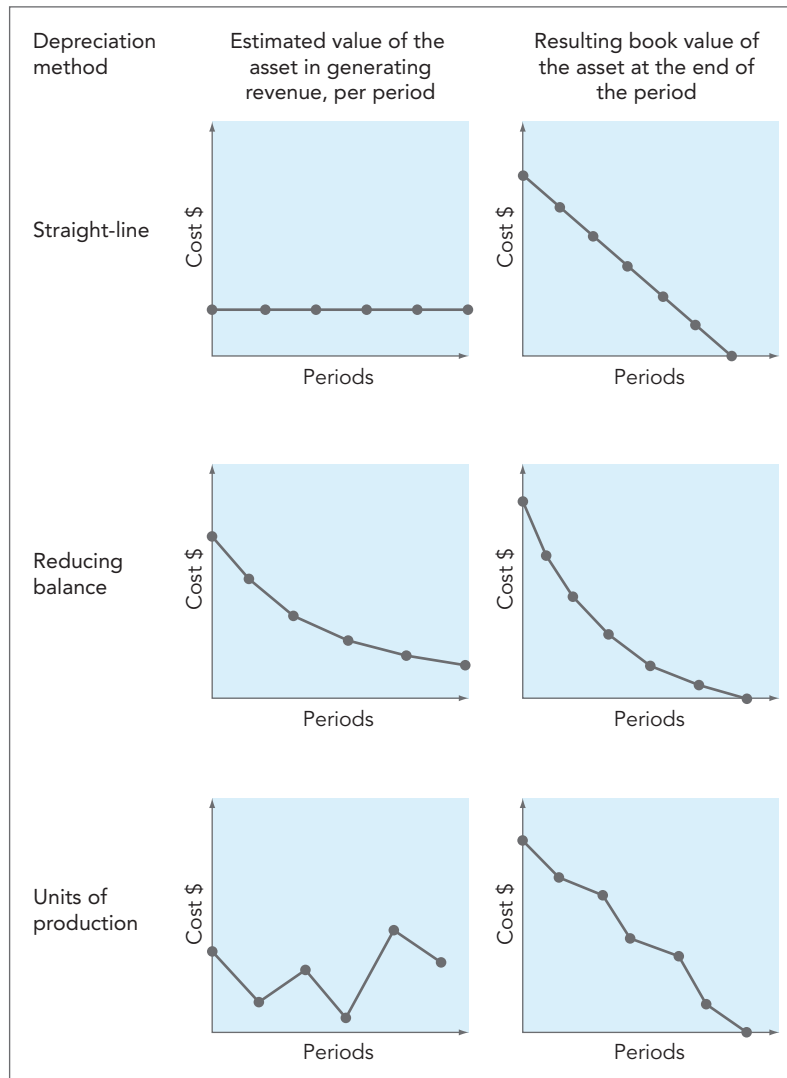 Depreciation
method
Estimated value of the
asset in generating
revenue, per period
Resulting book value of
the asset at the end of
the period
Straight-line
Cost $
Periods
Cost $
Periods
Reducing
balance
Cost $
Periods
Cost $
Periods
Units of
production
Cost $
Periods
Cost $
Periods